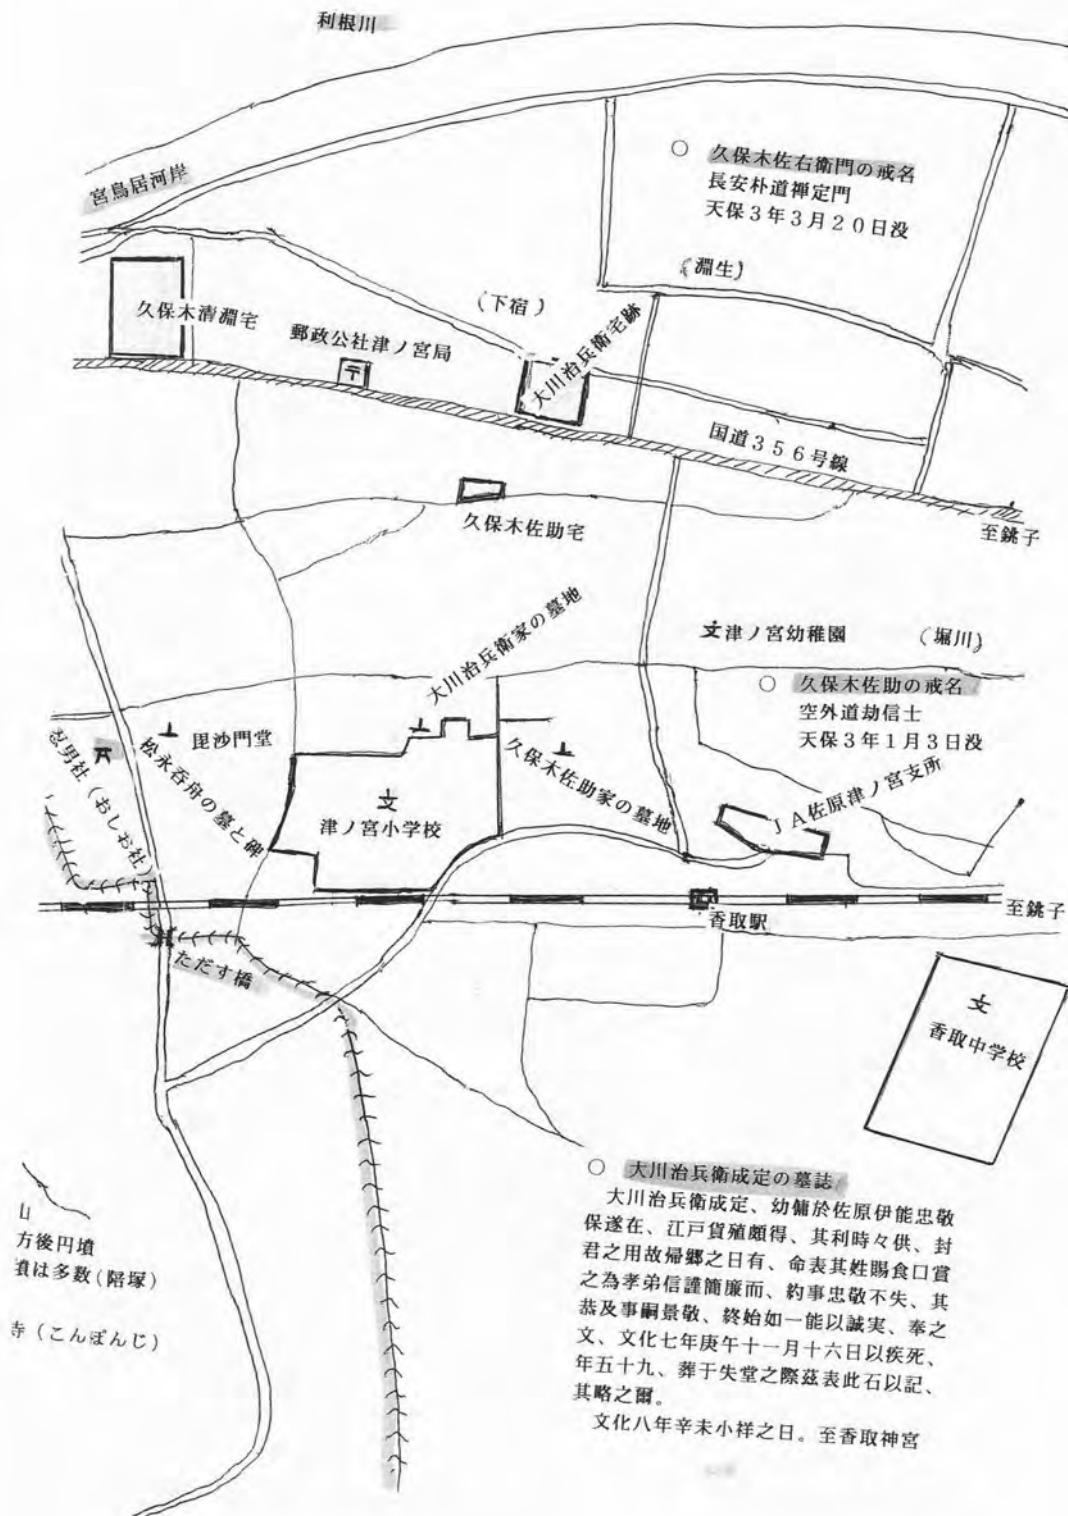 利根川
宮鳥居河岸
○ 久保木佐右衛門の戒名
長安朴道禅定門
天保3年3月20日没
(淵生)
(下宿)
久保木清淵宅
郵政公社津ノ宮局
〒
大川治兵衛宅跡
国道356号線
至銚子
久保木佐助宅
大川治兵衛家の墓地
文津ノ宮幼稚園
(堀川)
○ 久保木佐助の戒名
空外道劫信士
天保3年1月3日没
毘沙門堂
忍男社(おしお社)
松永呑舟の墓と碑
文
津ノ宮小学校
久保木佐助家の墓地
JA佐原津ノ宮支所
至銚子
香取駅
ただす橋
文
香取中学校
方後円墳
墳は多数(陪塚)
寺(こんぽんじ)
○ 大川治兵衛成定の墓誌
大川治兵衛成定、幼傭於佐原伊能忠敬
保遂在、江戸貨殖頗得、其利時々供、封
君之用故帰郷之日有、命表其姓賜食口賞
之為孝弟信謹簡廉而、約事忠敬不失、其
恭及事嗣景敬、終始如一能以誠実、奉之
文、文化七年庚午十一月十六日以疾死、
年五十九、葬于失堂之際茲表此石以記、
其略之爾。
文化八年辛未小祥之日。至香取神宮